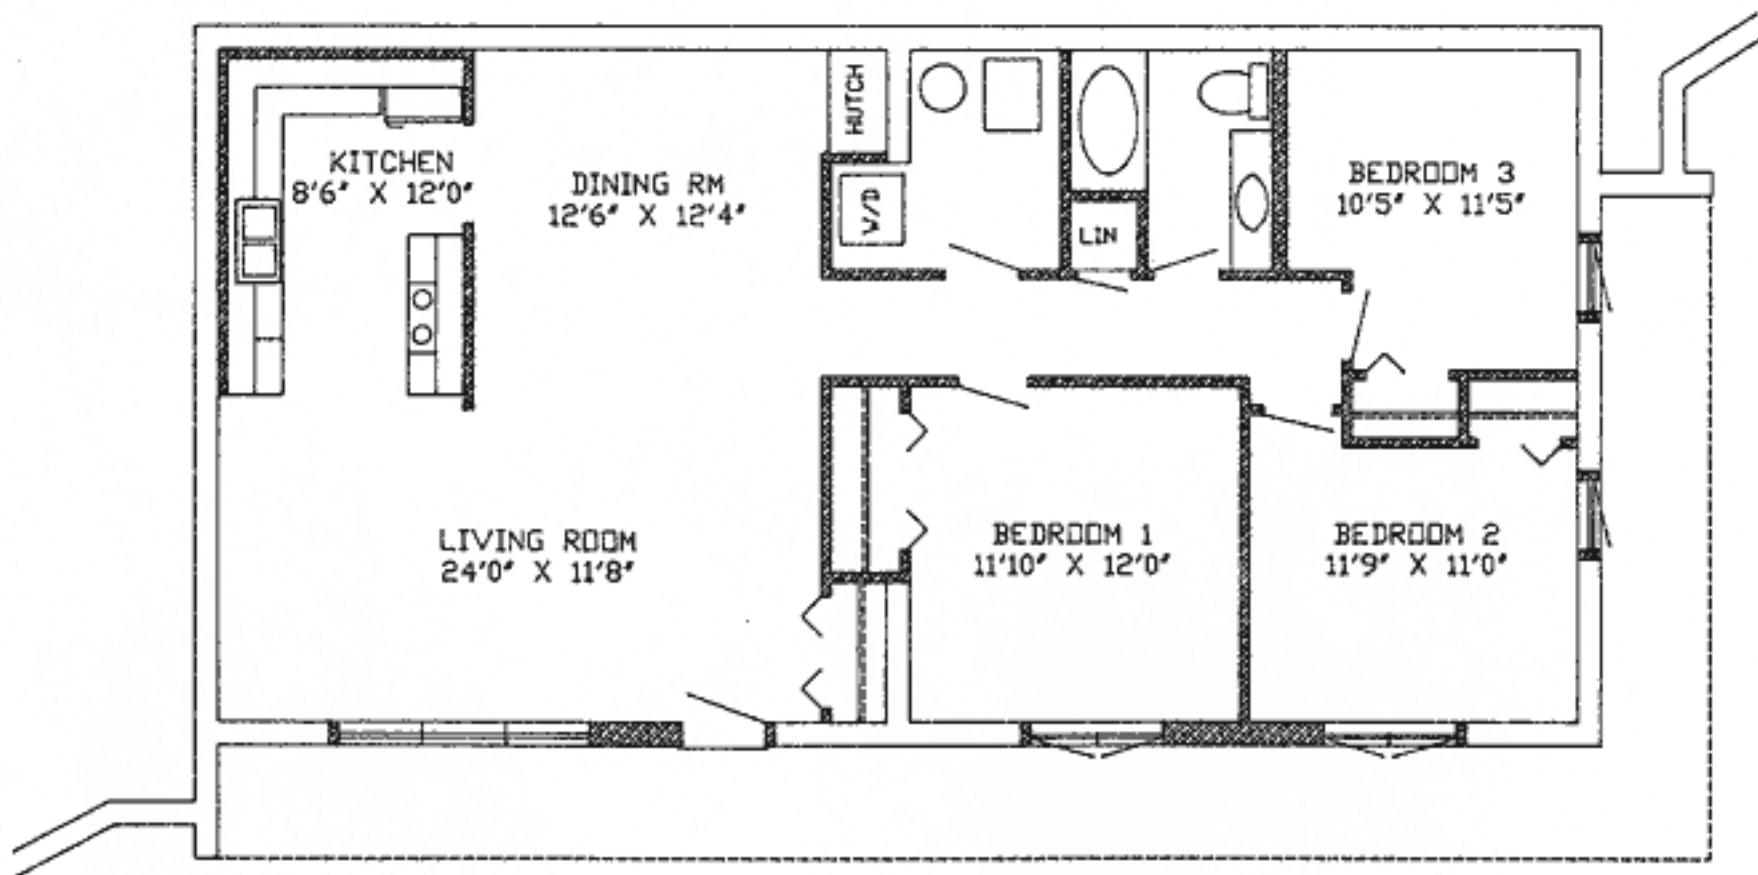 KITCHEN
8'6" X 12'0"
DINING RM
12'6" X 12'4"
HUTCH
W/D
LIN
BEDROOM 3
10'5" X 11'5"
LIVING ROOM
24'0" X 11'8"
BEDROOM 1
11'10" X 12'0"
BEDROOM 2
11'9" X 11'0"